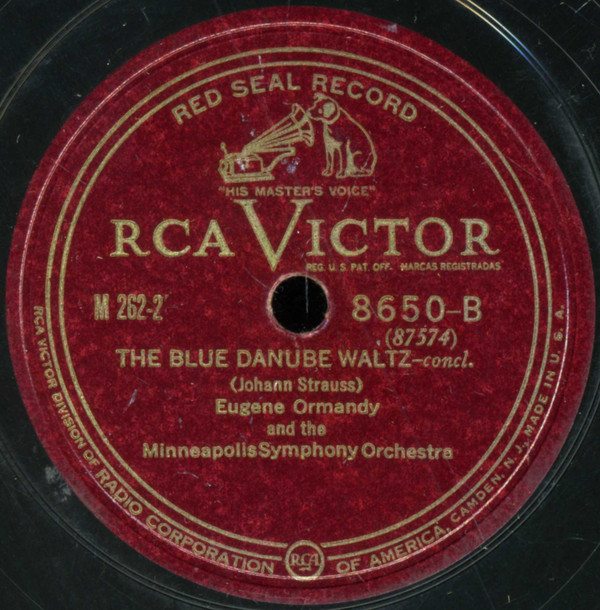 RED SEAL RECORD
"HIS MASTER'S VOICE"
RCA VICTOR
REG. U.S. PAT. OFF. MARCAS REGISTRADAS
M 262-2
8650-B
(87574)
THE BLUE DANUBE WALTZ-concl.
(Johann Strauss)
Eugene Ormandy
and the
Minneapolis Symphony Orchestra
RCA VICTOR DIVISION OF RADIO CORPORATION OF AMERICA, CAMDEN, N. J., MADE IN U. S. A.
RCA